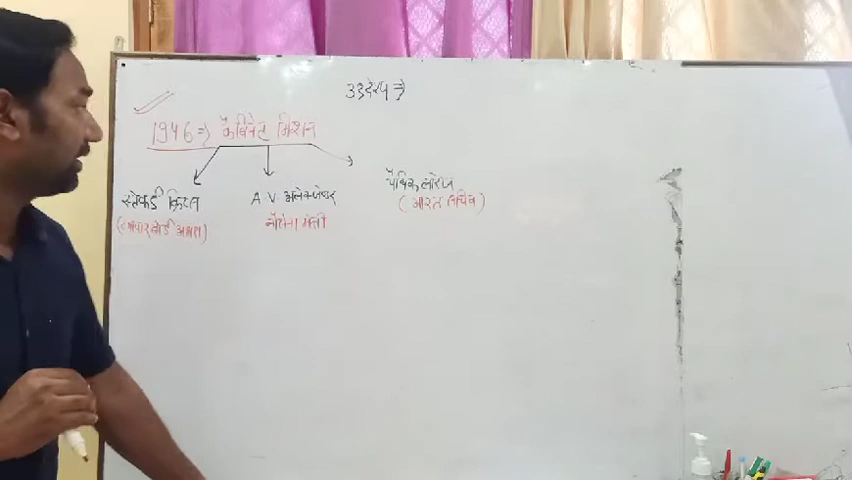 उद्देश्य ⇒
1946 ⇒ कैबिनेट मिशन
स्टेफर्ड क्रिप्स
A V अलेक्जेण्डर
पैथिक लारेंस
(व्यापार बोर्ड अध्यक्ष)
नौसेना मंत्री
(भारत सचिव)